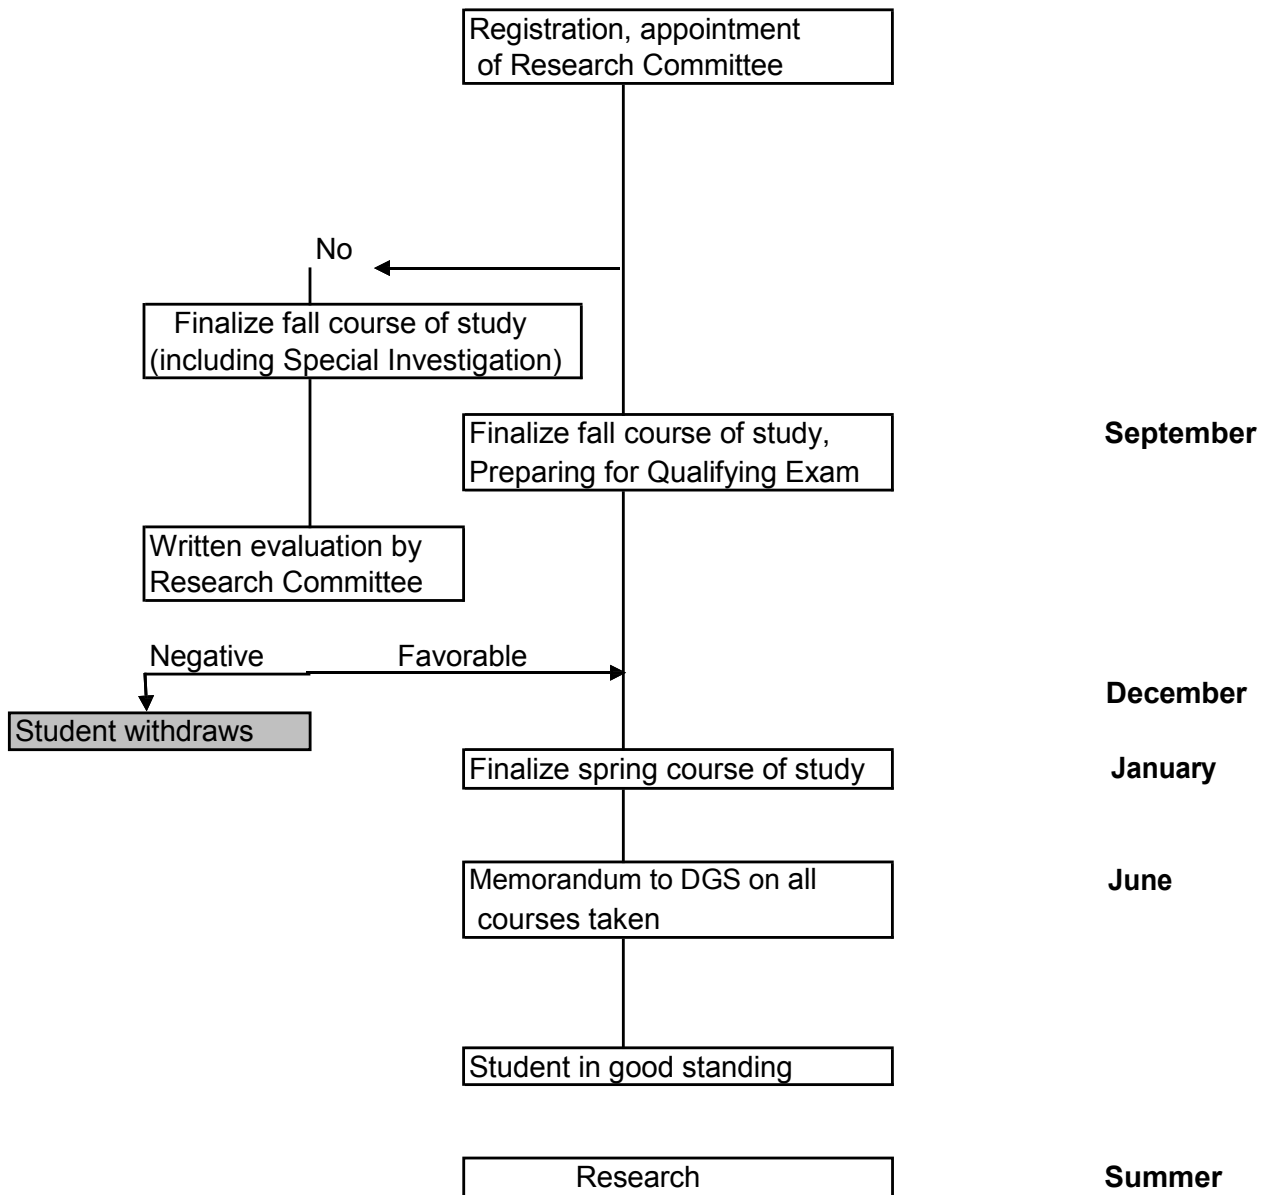 Registration, appointment
of Research Committee
No
Finalize fall course of study
(including Special Investigation)
Finalize fall course of study,
Preparing for Qualifying Exam
September
Written evaluation by
Research Committee
Negative
Favorable
December
Student withdraws
Finalize spring course of study
January
Memorandum to DGS on all
courses taken
June
Student in good standing
Research
Summer